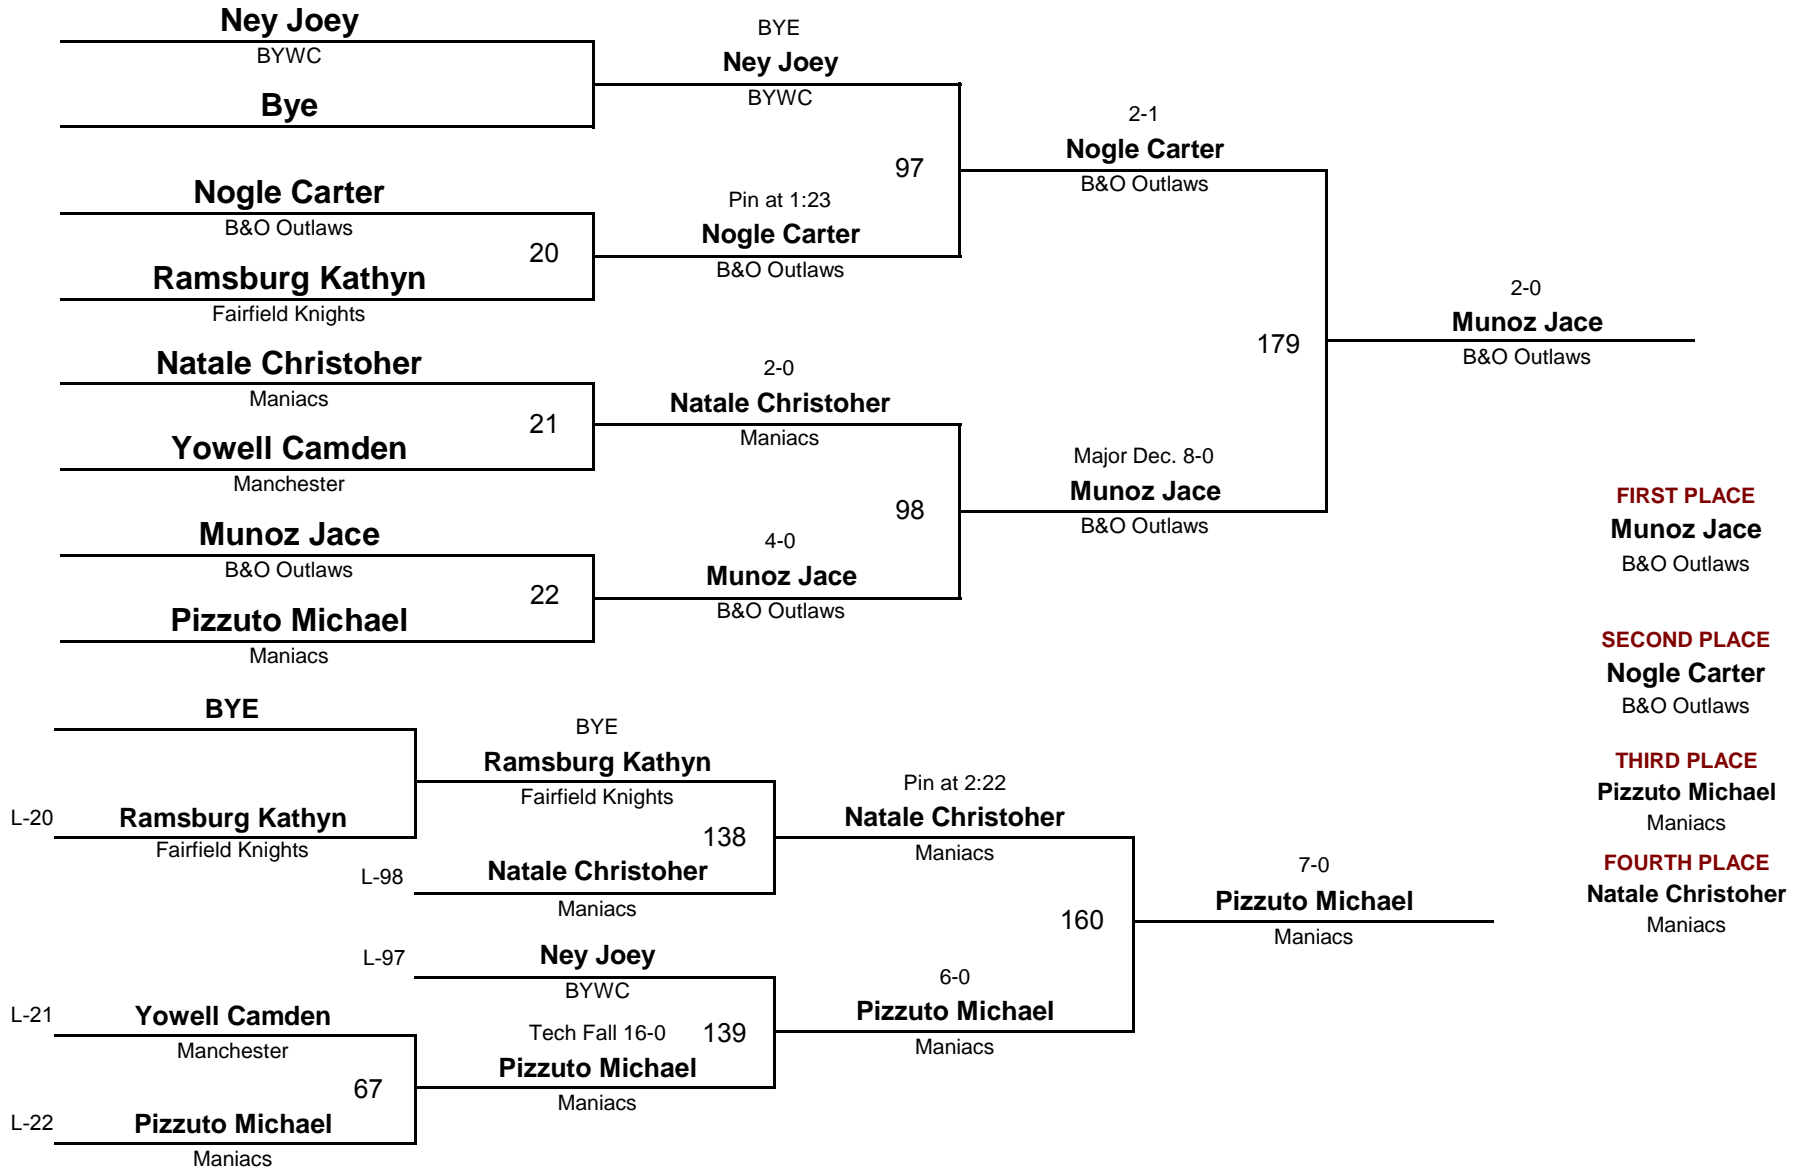 Ney Joey
BYWC
Bye
Nogle Carter
B&O Outlaws
20
Ramsburg Kathyn
Fairfield Knights
Natale Christoher
Maniacs
21
Yowell Camden
Manchester
Munoz Jace
B&O Outlaws
22
Pizzuto Michael
Maniacs
BYE
Ney Joey
BYWC
97
Pin at 1:23
Nogle Carter
B&O Outlaws
2-0
Natale Christoher
Maniacs
98
4-0
Munoz Jace
B&O Outlaws
2-1
Nogle Carter
B&O Outlaws
179
Major Dec. 8-0
Munoz Jace
B&O Outlaws
2-0
Munoz Jace
B&O Outlaws
FIRST PLACE
Munoz Jace
B&O Outlaws
SECOND PLACE
Nogle Carter
B&O Outlaws
THIRD PLACE
Pizzuto Michael
Maniacs
FOURTH PLACE
Natale Christoher
Maniacs
BYE
L-20
Ramsburg Kathyn
Fairfield Knights
L-21
Yowell Camden
Manchester
67
L-22
Pizzuto Michael
Maniacs
BYE
Ramsburg Kathyn
Fairfield Knights
138
L-98
Natale Christoher
Maniacs
L-97
Ney Joey
BYWC
Tech Fall 16-0
139
Pizzuto Michael
Maniacs
Pin at 2:22
Natale Christoher
Maniacs
160
6-0
Pizzuto Michael
Maniacs
7-0
Pizzuto Michael
Maniacs